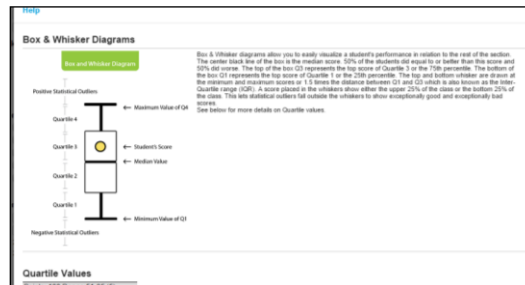 Help
Box & Whisker Diagrams
Box and Whisker Diagram
Box & Whisker diagrams allow you to easily visualize a student's performance in relation to the rest of the section.
The center black line of the box is the median score. 50% of the students did equal to or better than this score and
50% did worse. The top of the box Q3 represents the top score of Quartile 3 or the 75th percentile. The bottom of
the box Q1 represents the top score of Quartile 1 or the 25th percentile. The top and bottom whisker are drawn at
the minimum and maximum scores or 1.5 times the distance between Q1 and Q3 which is also known as the Inter-
Quartile range (IQR). A score placed in the whiskers show either the upper 25% of the class or the bottom 25% of
the class. This lets statistical outliers fall outside the whiskers to show exceptionally good and exceptionally bad
scores.
See below for more details on Quartile values.
Positive Statistical Outliers
Maximum Value of Q4
Quartile 4
Quartile 3
Student's Score
Median Value
Quartile 2
Quartile 1
Minimum Value of Q1
Negative Statistical Outliers
Quartile Values